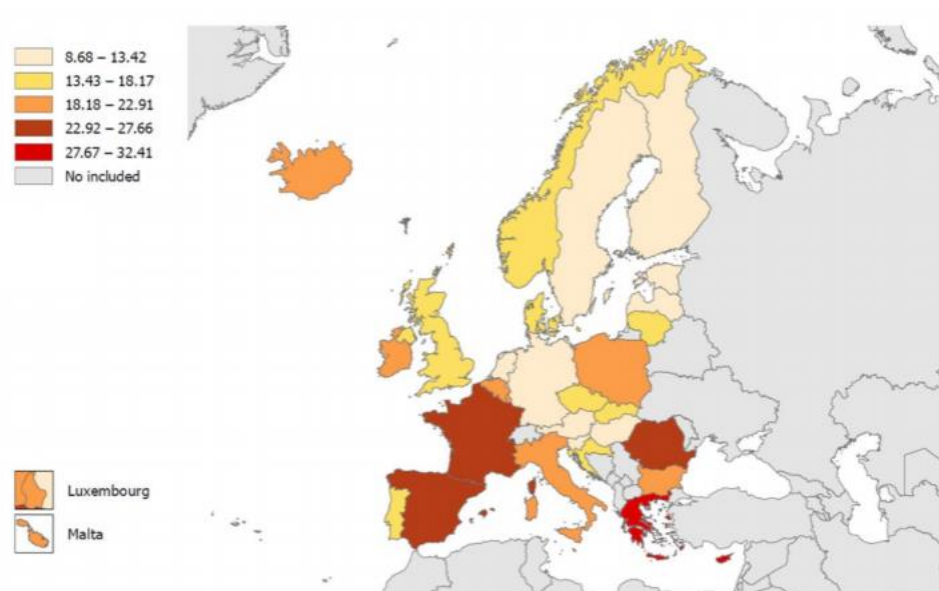 8.68 – 13.42
13.43 – 18.17
18.18 – 22.91
22.92 – 27.66
27.67 – 32.41
No included
Luxembourg
Malta